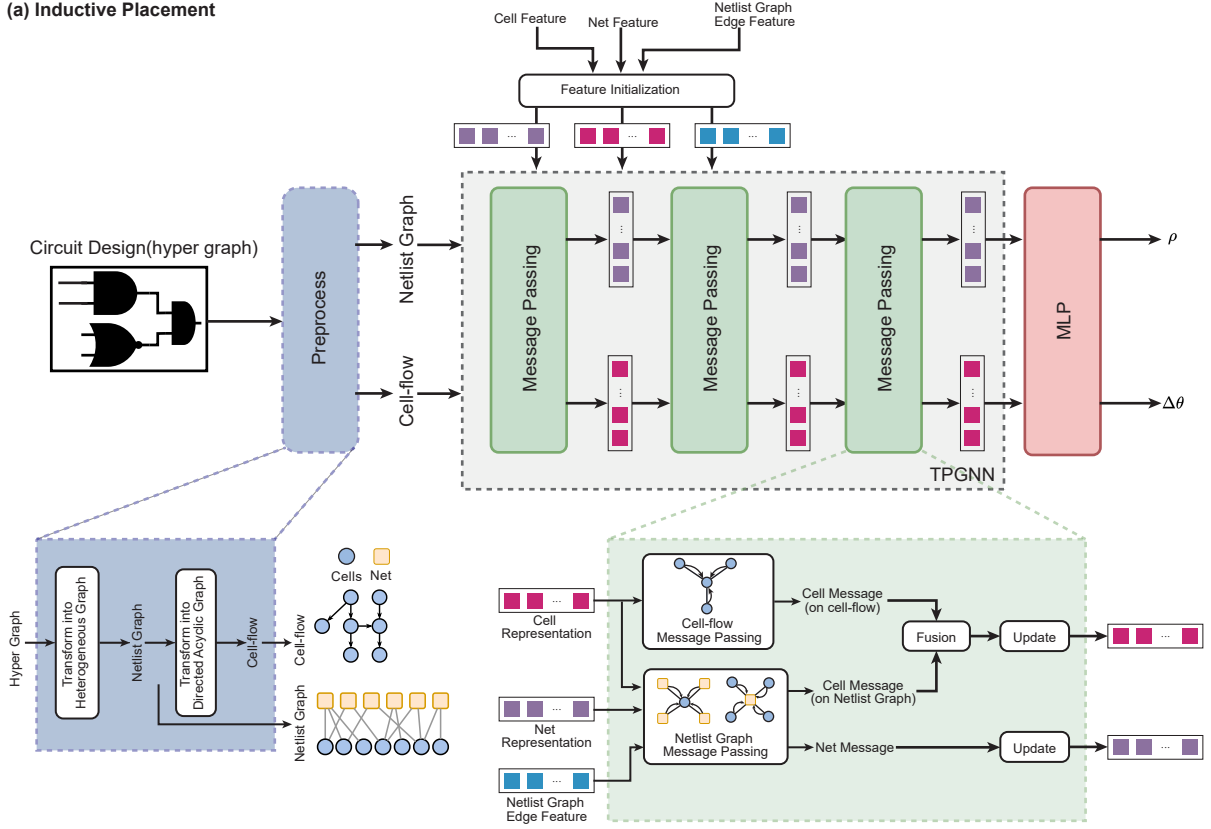 (a) Inductive Placement
Cell Feature
Net Feature
Netlist Graph
Edge Feature
Feature Initialization
...
...
...
Circuit Design(hyper graph)
Preprocess
Netlist Graph
Cell-flow
Message Passing
...
...
Message Passing
...
...
Message Passing
...
...
MLP
ρ
Δθ
TPGNN
Hyper Graph
Transform into
Heterogeneous Graph
Netlist Graph
Transform into
Directed Acyclic Graph
Cell-flow
Cells
Net
Cell-flow
Netlist Graph
...
Cell
Representation
...
Net
Representation
...
Netlist Graph
Edge Feature
Cell-flow
Message Passing
Netlist Graph
Message Passing
Cell Message
(on cell-flow)
Cell Message
(on Netlist Graph)
Net Message
Fusion
Update
...
Update
...